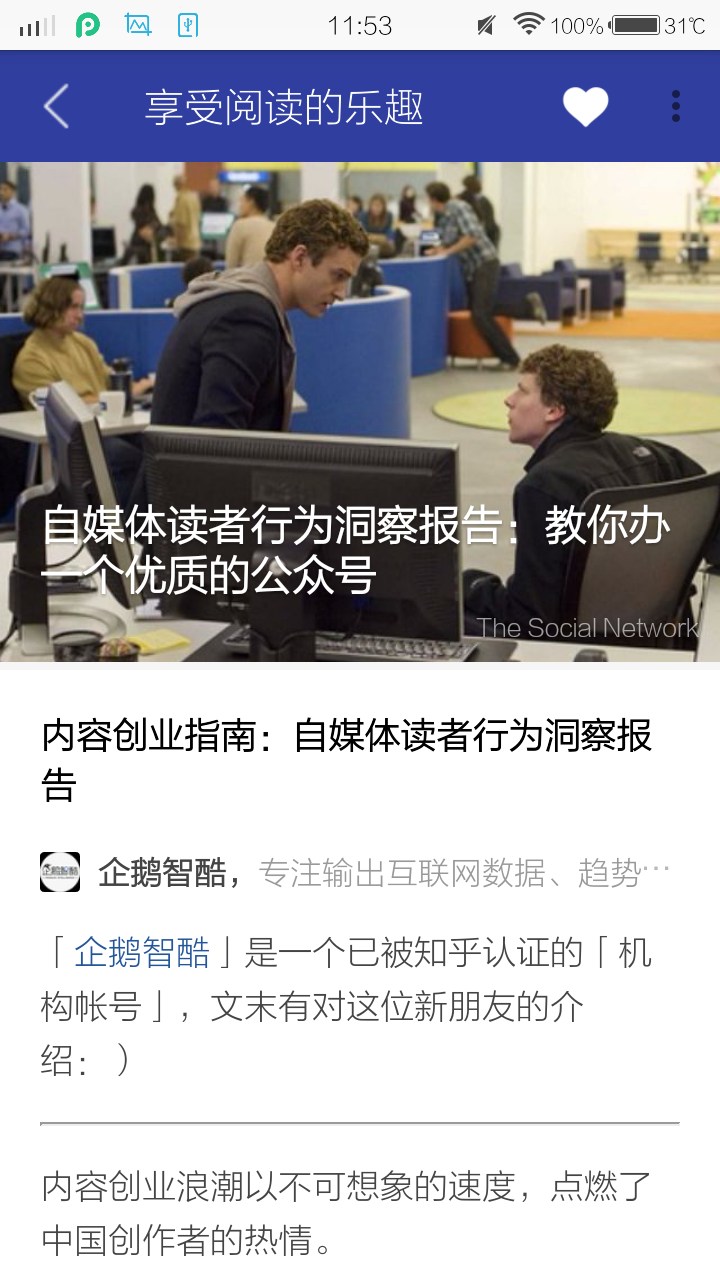 11:53
100%
31℃
享受阅读的乐趣
自媒体读者行为洞察报告：教你办
一个优质的公众号
The Social Network
内容创业指南：自媒体读者行为洞察报
告
企鹅智酷，专注输出互联网数据、趋势…
「企鹅智酷」是一个已被知乎认证的「机
构帐号」，文末有对这位新朋友的介
绍：）
内容创业浪潮以不可想象的速度，点燃了
中国创作者的热情。